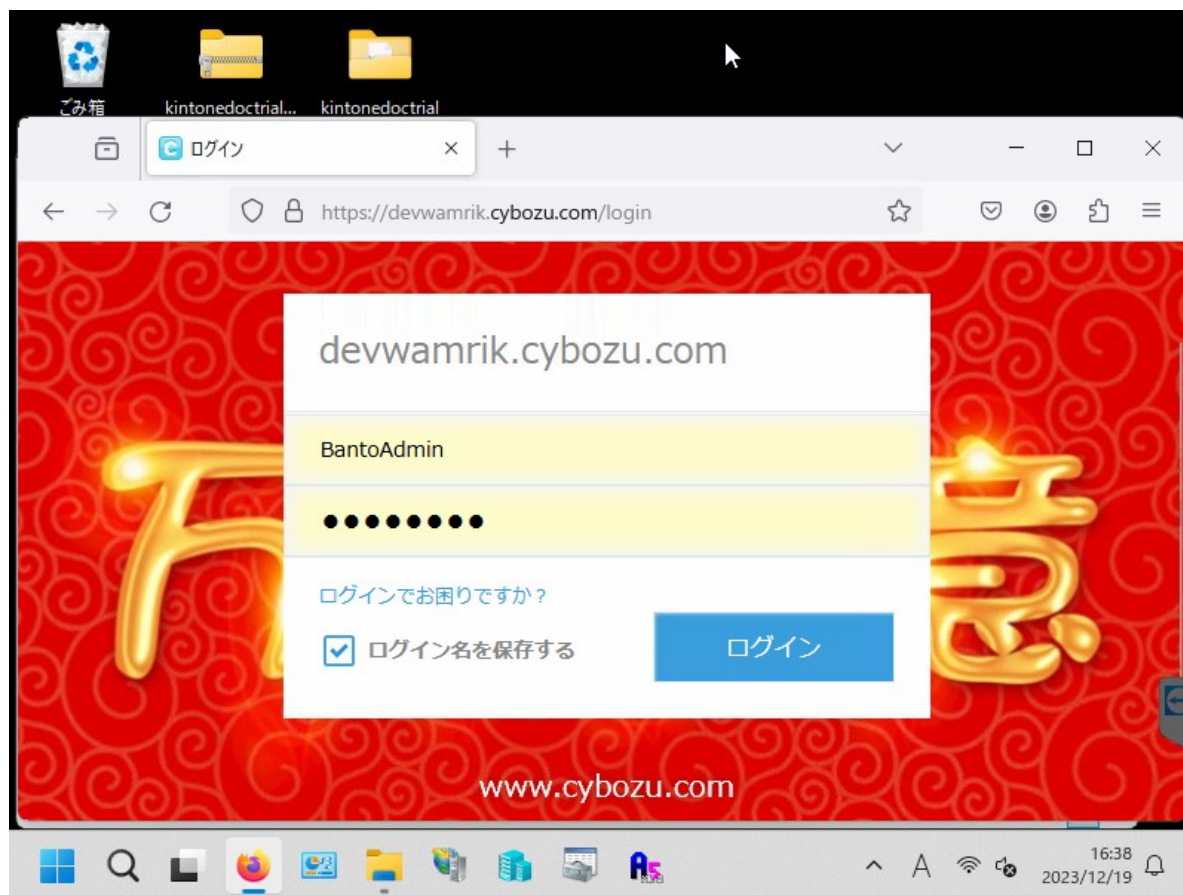 ごみ箱
kintonedoctrial...
kintonedoctrial
ログイン
https://devwamrik.cybozu.com/login
devwamrik.cybozu.com
BantoAdmin
●●●●●●●●
ログインでお困りですか？
ログイン名を保存する
ログイン
万
意
www.cybozu.com
A
16:38
2023/12/19